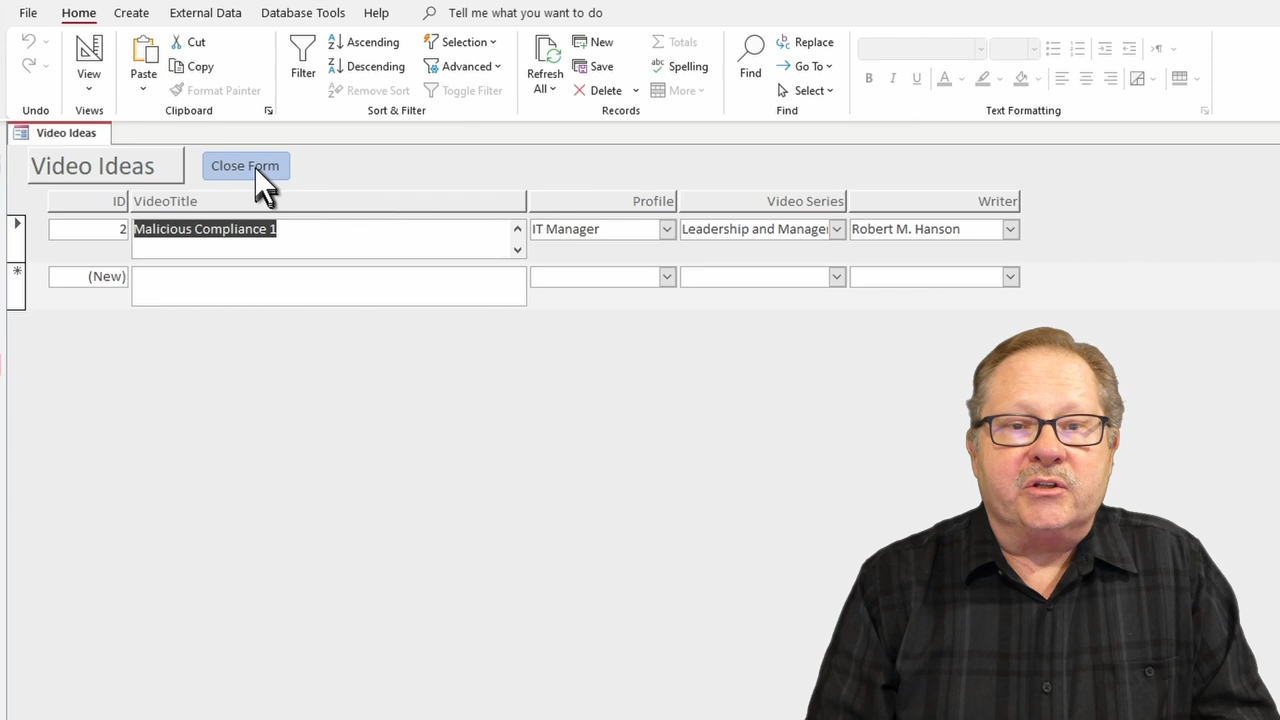 File Home Create External Data Database Tools Help Tell me what you want to do
Cut Ascending Selection New Totals Replace
Copy Descending Advanced Save Spelling Go To
View Paste Filter Refresh Find
Format Painter Toggle Filter All Delete More Select B I U A
Undo Views Clipboard Sort & Filter Records Find Text Formatting
Video Ideas
Video Ideas Close Form
ID VideoTitle Profile Video Series Writer
2 Malicious Compliance 1 IT Manager Leadership and Manage Robert M. Hanson
* (New)